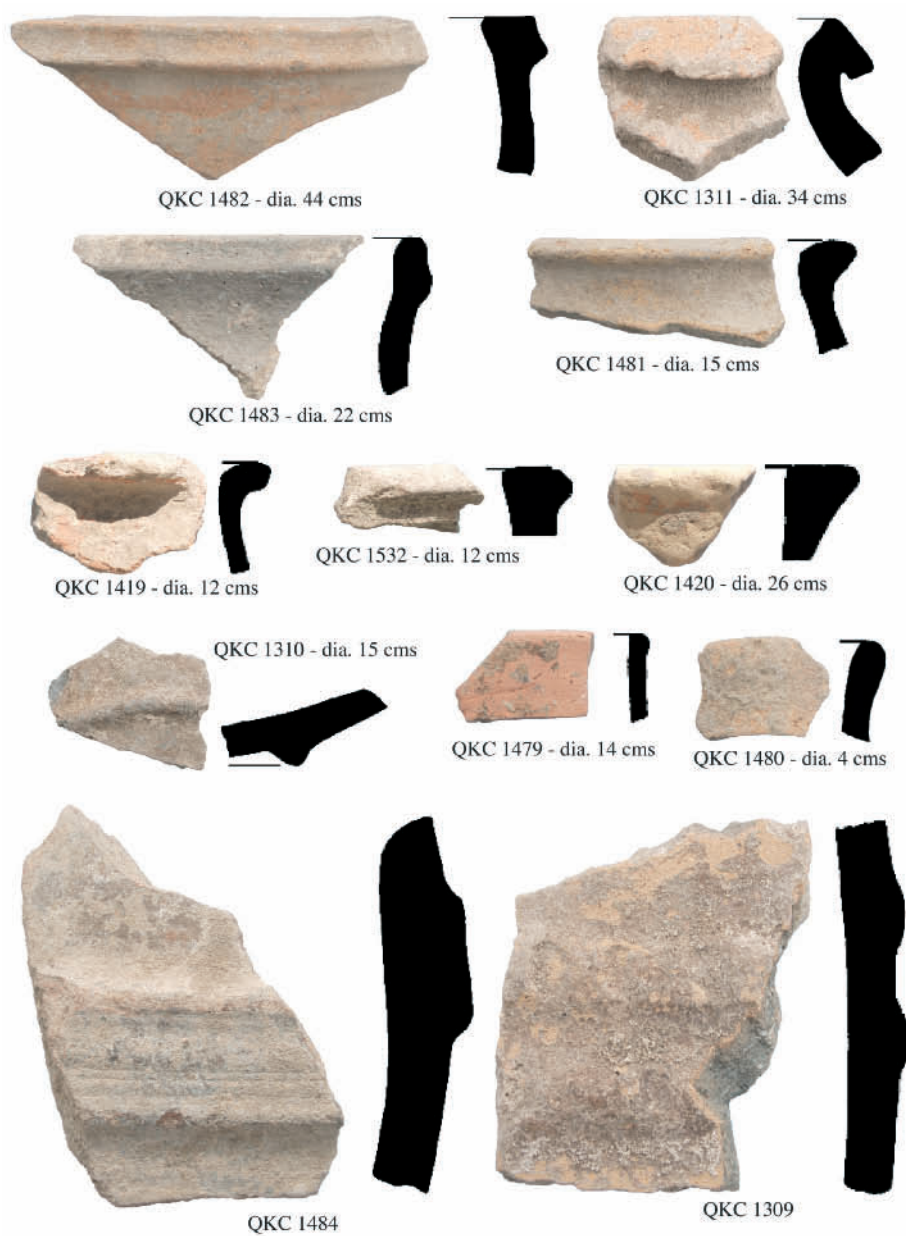 QKC 1482 - dia. 44 cms
QKC 1311 - dia. 34 cms
QKC 1483 - dia. 22 cms
QKC 1481 - dia. 15 cms
QKC 1419 - dia. 12 cms
QKC 1532 - dia. 12 cms
QKC 1420 - dia. 26 cms
QKC 1310 - dia. 15 cms
QKC 1479 - dia. 14 cms
QKC 1480 - dia. 4 cms
QKC 1484
QKC 1309